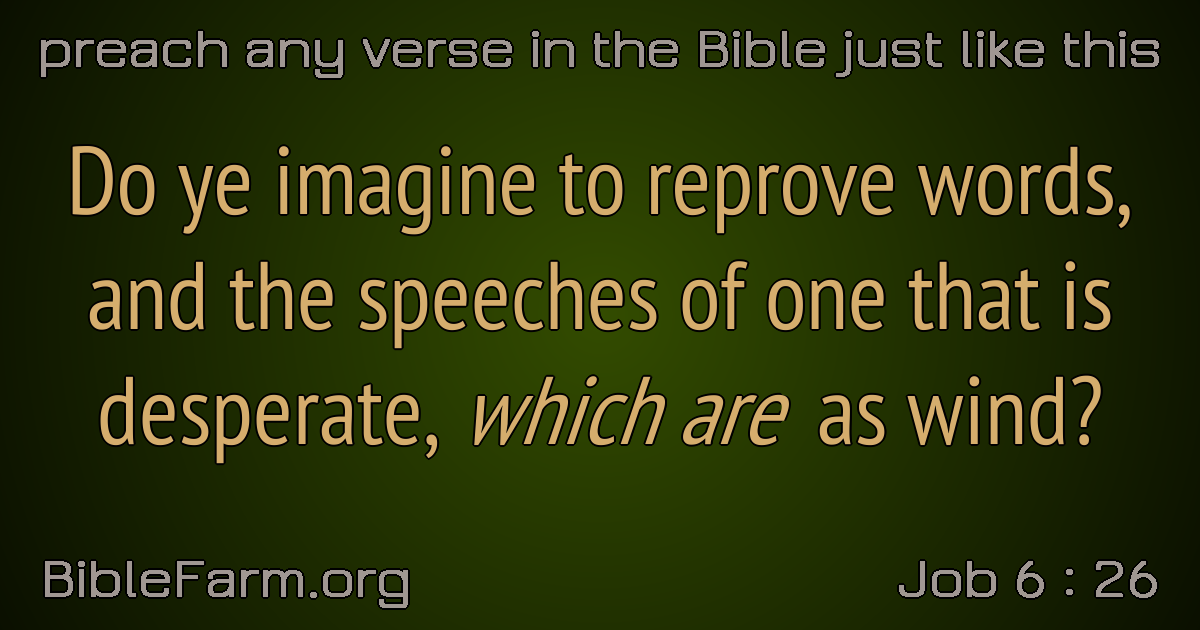 preach any verse in the Bible just like this
Do ye imagine to reprove words,
and the speeches of one that is
desperate, which are as wind?
BibleFarm.org
Job 6 : 26